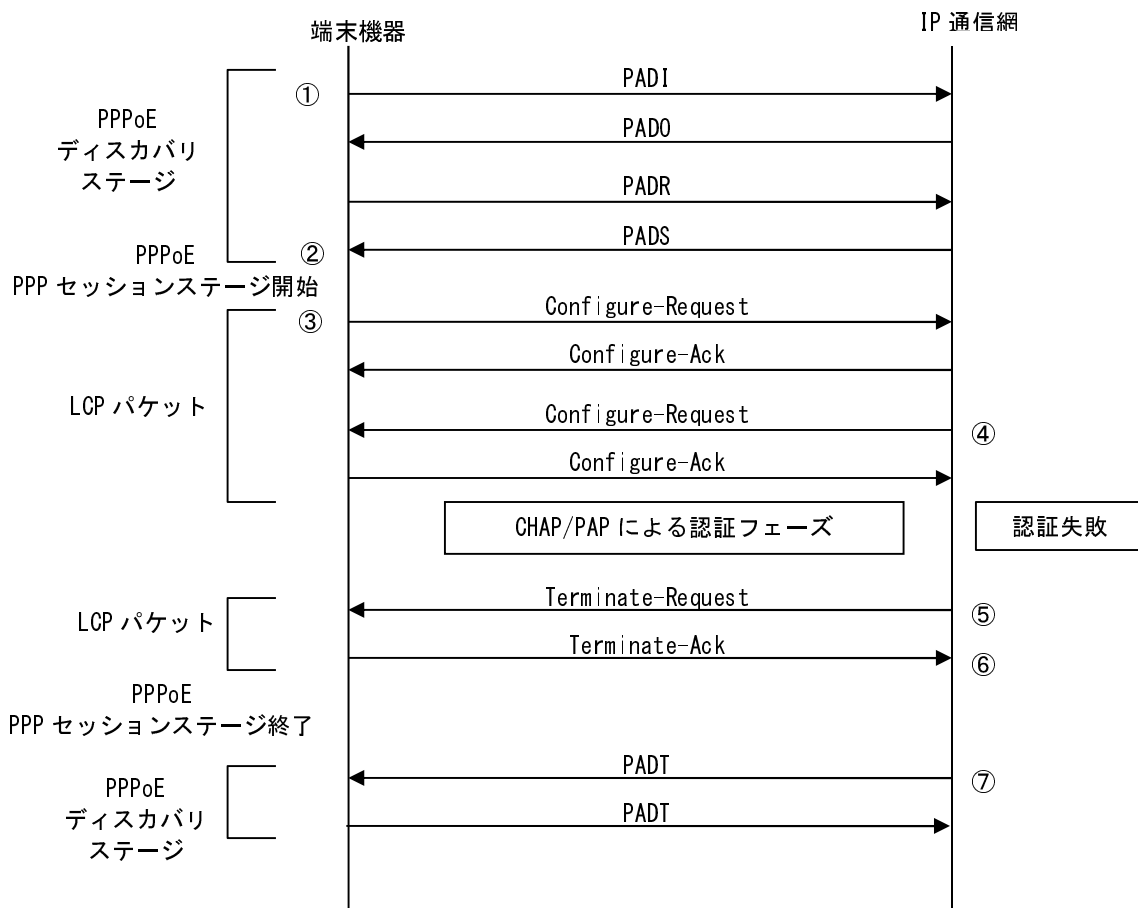 端末機器
IP 通信網
PPPoE
ディスカバリ
ステージ
①
PADI
PADO
PADR
PADS
②
PPPoE
PPP セッションステージ開始
LCP パケット
③
Configure-Request
Configure-Ack
Configure-Request
④
Configure-Ack
CHAP/PAP による認証フェーズ
認証失敗
LCP パケット
Terminate-Request
⑤
Terminate-Ack
⑥
PPPoE
PPP セッションステージ終了
PPPoE
ディスカバリ
ステージ
PADT
⑦
PADT